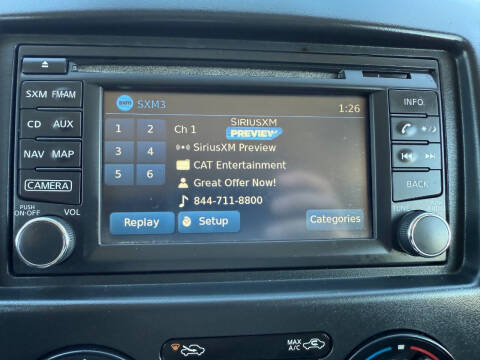 SXM FM·AM
CD AUX
NAV MAP
CAMERA
PUSH
ON·OFF VOL
sxm SXM3 1:26
1 2
3 4
5 6
Ch 1
SIRIUSXM
PREVIEW
SiriusXM Preview
CAT Entertainment
Great Offer Now!
844-711-8800
Replay Setup Categories
INFO
BACK
MAX
A/C